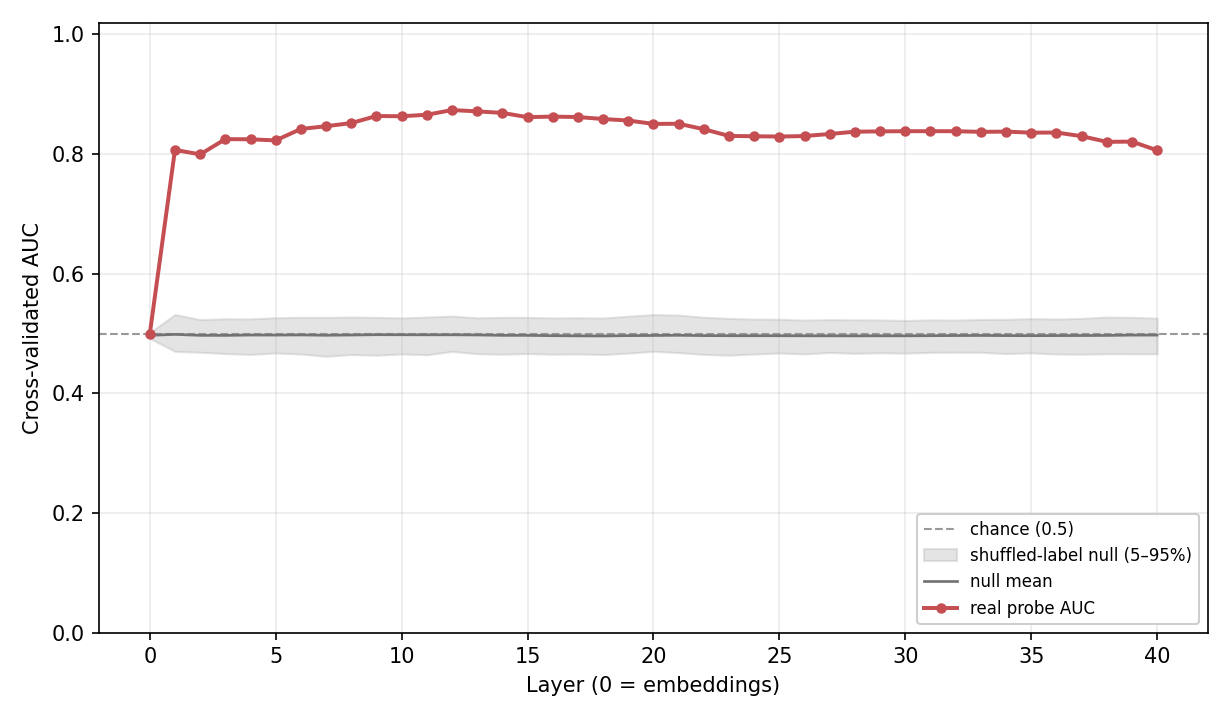 1.0
0.8
0.6
0.4
0.2
0.0
Cross-validated AUC
chance (0.5)
shuffled-label null (5–95%)
null mean
real probe AUC
0 5 10 15 20 25 30 35 40
Layer (0 = embeddings)